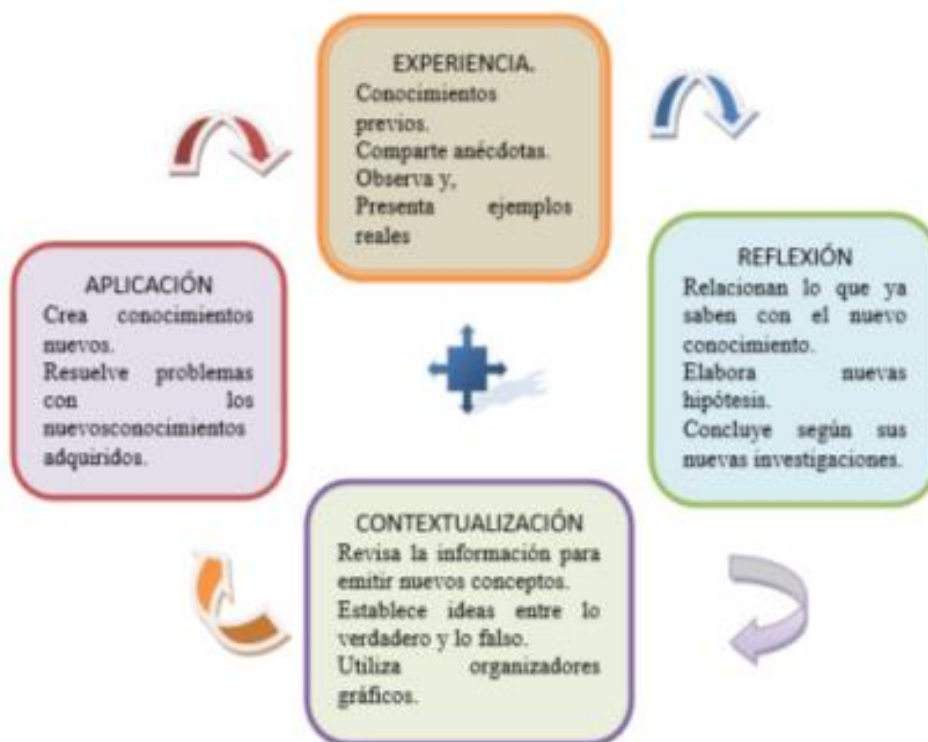 EXPERIENCIA.
Conocimientos
previos.
Comparte anécdotas.
Observa y,
Presenta ejemplos
reales
REFLEXIÓN
Relacionan lo que ya
saben con el nuevo
conocimiento.
Elabora nuevas
hipótesis.
Concluye según sus
nuevas investigaciones.
CONTEXTUALIZACIÓN
Revisa la información para
emitir nuevos conceptos.
Establece ideas entre lo
verdadero y lo falso.
Utiliza organizadores
gráficos.
APLICACIÓN
Crea conocimientos
nuevos.
Resuelve problemas
con los
nuevosconocimientos
adquiridos.